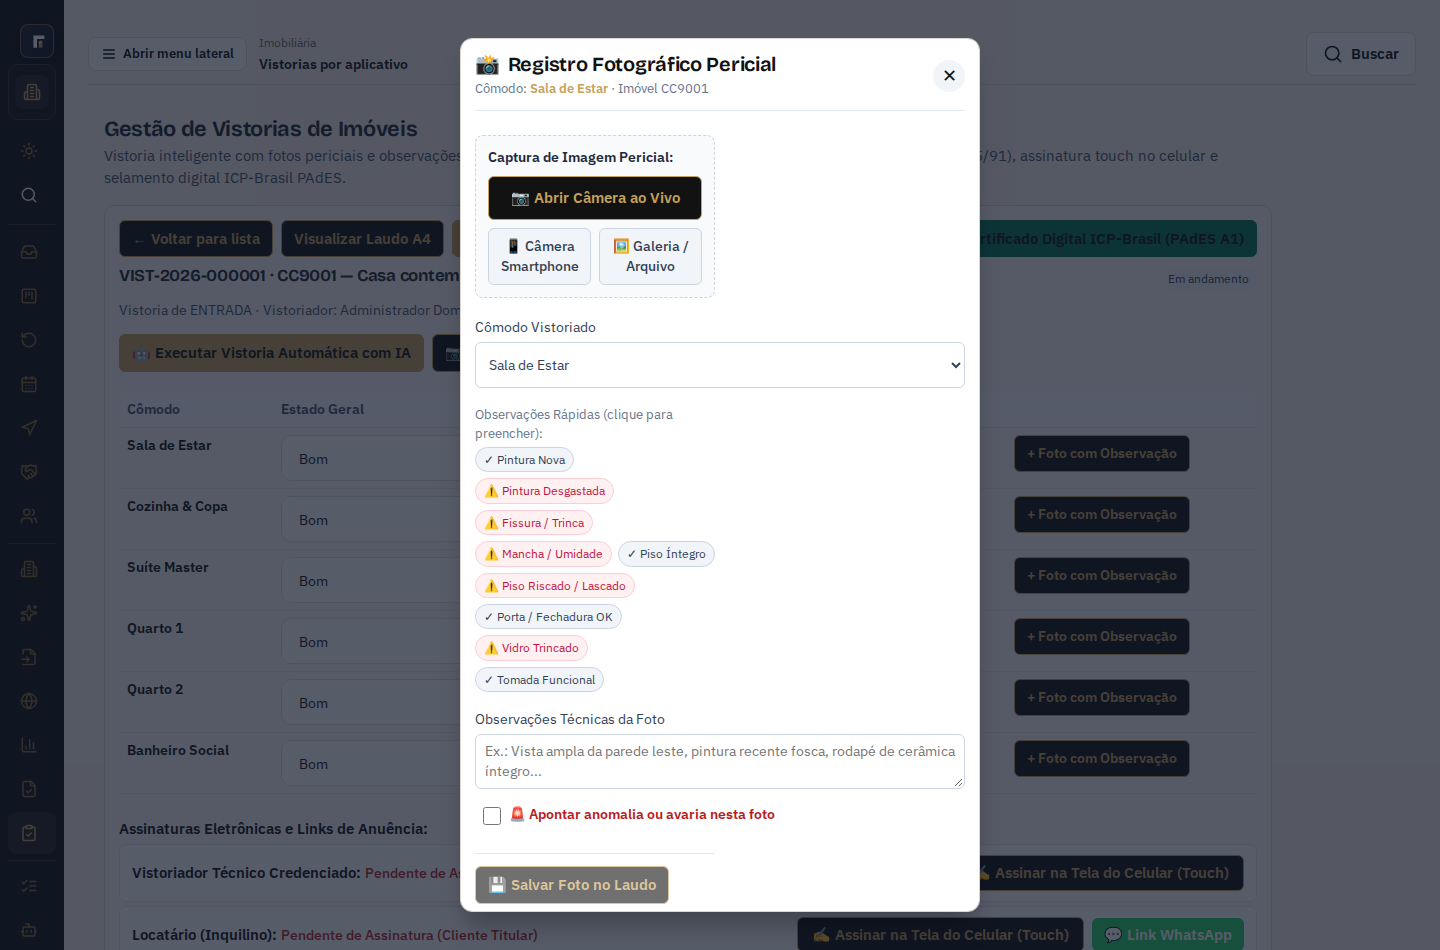 Abrir menu lateral
Imobiliária
Vistorias por aplicativo
Buscar
Gestão de Vistorias de Imóveis
Vistoria inteligente com fotos periciais e observações
/91), assinatura touch no celular e
selamento digital ICP-Brasil PAdES.
← Voltar para lista
Visualizar Laudo A4
Certificado Digital ICP-Brasil (PAdES A1)
VIST-2026-000001 · CC9001 — Casa contem
Em andamento
Vistoria de ENTRADA · Vistoriador: Administrador Dom
🤖 Executar Vistoria Automática com IA
Cômodo
Estado Geral
Sala de Estar
Bom
+ Foto com Observação
Cozinha & Copa
Bom
+ Foto com Observação
Suíte Master
Bom
+ Foto com Observação
Quarto 1
Bom
+ Foto com Observação
Quarto 2
Bom
+ Foto com Observação
Banheiro Social
Bom
+ Foto com Observação
Assinaturas Eletrônicas e Links de Anuência:
Vistoriador Técnico Credenciado: Pendente de As
✍️ Assinar na Tela do Celular (Touch)
Locatário (Inquilino): Pendente de Assinatura (Cliente Titular)
✍️ Assinar na Tela do Celular (Touch)
💬 Link WhatsApp
📸 Registro Fotográfico Pericial
✕
Cômodo: Sala de Estar · Imóvel CC9001
Captura de Imagem Pericial:
📷 Abrir Câmera ao Vivo
📱 Câmera
Smartphone
🖼️ Galeria /
Arquivo
Cômodo Vistoriado
Sala de Estar
Observações Rápidas (clique para
preencher):
✓ Pintura Nova
⚠️ Pintura Desgastada
⚠️ Fissura / Trinca
⚠️ Mancha / Umidade
✓ Piso Íntegro
⚠️ Piso Riscado / Lascado
✓ Porta / Fechadura OK
⚠️ Vidro Trincado
✓ Tomada Funcional
Observações Técnicas da Foto
Ex.: Vista ampla da parede leste, pintura recente fosca, rodapé de cerâmica
íntegro...
🚨 Apontar anomalia ou avaria nesta foto
💾 Salvar Foto no Laudo